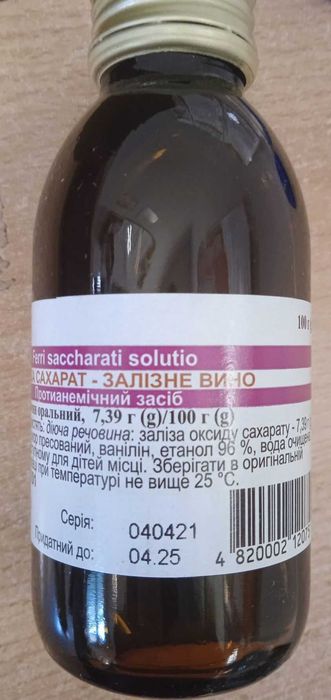 100 г
Ferri saccharati solutio
САХАРАТ - ЗАЛІЗНЕ ВИНО
Протианемічний засіб
оральний, 7,39 г (g)/100 г (g)
діюча речовина: заліза оксиду сахарату - 7,39
пресований, ванілін, етанол 96 %, вода очищена
для дітей місці. Зберігати в оригінальній
при температурі не вище 25 °C.
Серія: 040421
Придатний до: 04.25
4 820002 1207